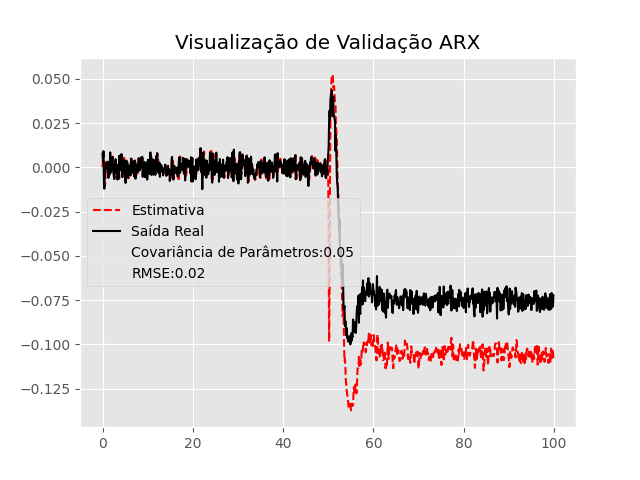 Visualização de Validação ARX
0.050
0.025
0.000
−0.025
−0.050
−0.075
−0.100
−0.125
Estimativa
Saída Real
Covariância de Parâmetros:0.05
RMSE:0.02
0 20 40 60 80 100